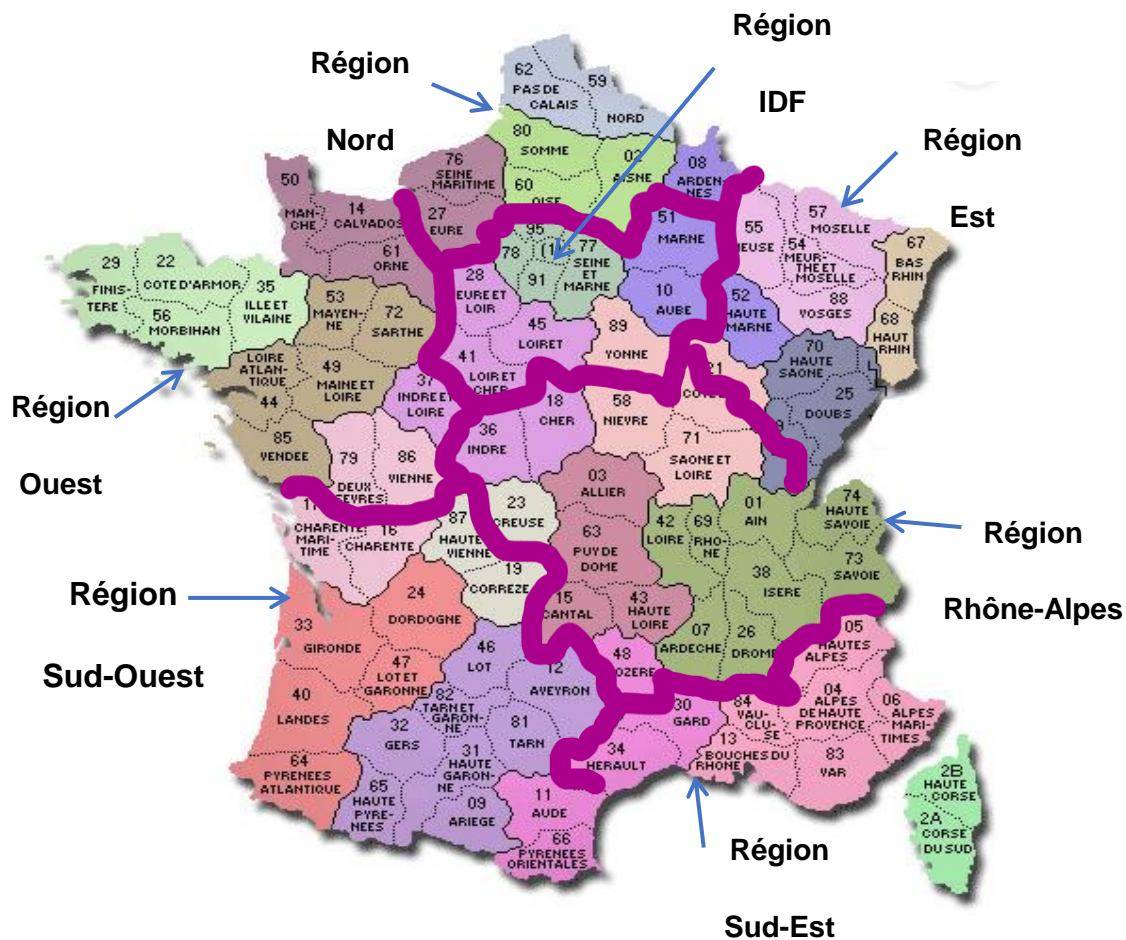 Région
Nord
Région
IDF
Région
Est
Région
Ouest
Région
Sud-Ouest
Région
Rhône-Alpes
Région
Sud-Est
62
PAS DE
CALAIS
59
NORD
80
SOMME
02
AISNE
60
OISE
76
SEINE
MARITIME
27
EURE
08
ARDEN-
NES
50
MAN-
CHE
14
CALVADOS
61
ORNE
51
MARNE
10
AUBE
52
HAUTE
MARNE
55
57
MOSELLE
54
MEUR-
THE ET
MOSELLE
88
VOSGES
67
BAS
RHIN
68
HAUT
RHIN
95
78
91
77
SEINE
ET
MARNE
29
FINIS-
TERE
22
COTE D'ARMOR
56
MORBIHAN
35
ILLE ET
VILAINE
53
MAYEN-
NE
72
SARTHE
LOIRE
ATLAN-
TIQUE
44
49
MAINE ET
LOIRE
85
VENDEE
28
EURE ET
LOIR
45
LOIRET
41
LOIR ET
CHER
37
INDRE ET
LOIRE
18
CHER
36
INDRE
89
YONNE
58
NIEVRE
71
SAONE ET
LOIRE
70
HAUTE
SAONE
25
DOUBS
79
DEUX
86
VIENNE
CHARENTE
MARI-
TIME
16
CHARENTE
87
HAUTE
VIENNE
23
CREUSE
19
CORREZE
03
ALLIER
63
PUY DE
DOME
15
CANTAL
43
HAUTE
LOIRE
42
LOIRE
69
RHO-
NE
01
AIN
74
HAUTE
SAVOIE
73
SAVOIE
38
ISERE
07
ARDECHE
26
24
DORDOGNE
33
GIRONDE
47
LOT ET
GARONNE
40
LANDES
64
PYRENEES
ATLANTIQUE
46
LOT
12
AVEYRON
82
TARN ET
GARON-
NE
81
TARN
32
GERS
31
HAUTE
GARON-
NE
65
HAUTE
PYRE-
NEES
09
ARIEGE
48
30
GARD
34
HERAULT
11
AUDE
66
PYRENEES
ORIENTALES
05
HAUTES
ALPES
04
ALPES
DE HAUTE
PROVENCE
06
ALPES
MARI-
TIMES
84
VAU-
CLUSE
13
BOUCHES DU
RHONE
83
VAR
2B
HAUTE
CORSE
2A
CORSE
DU SUD